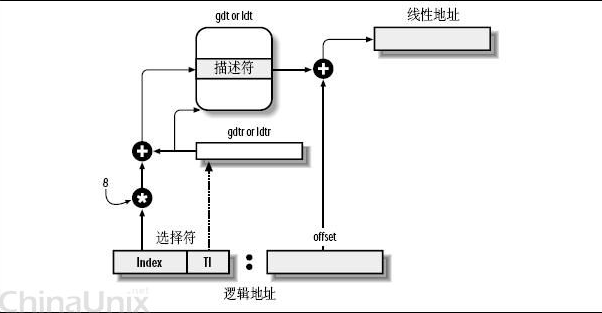 gdt or ldt
线性地址
描述符
gdtr or ldtr
8
选择符
offset
Index
TI
:
逻辑地址
ChinaUnix.net